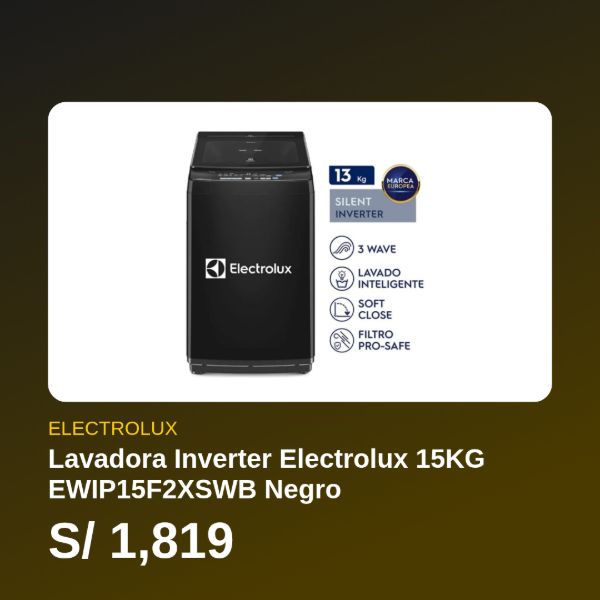 Electrolux
13 Kg
MARCA
EUROPEA
SILENT
INVERTER
3 WAVE
LAVADO
INTELIGENTE
SOFT
CLOSE
FILTRO
PRO-SAFE
ELECTROLUX
Lavadora Inverter Electrolux 15KG
EWIP15F2XSWB Negro
S/ 1,819